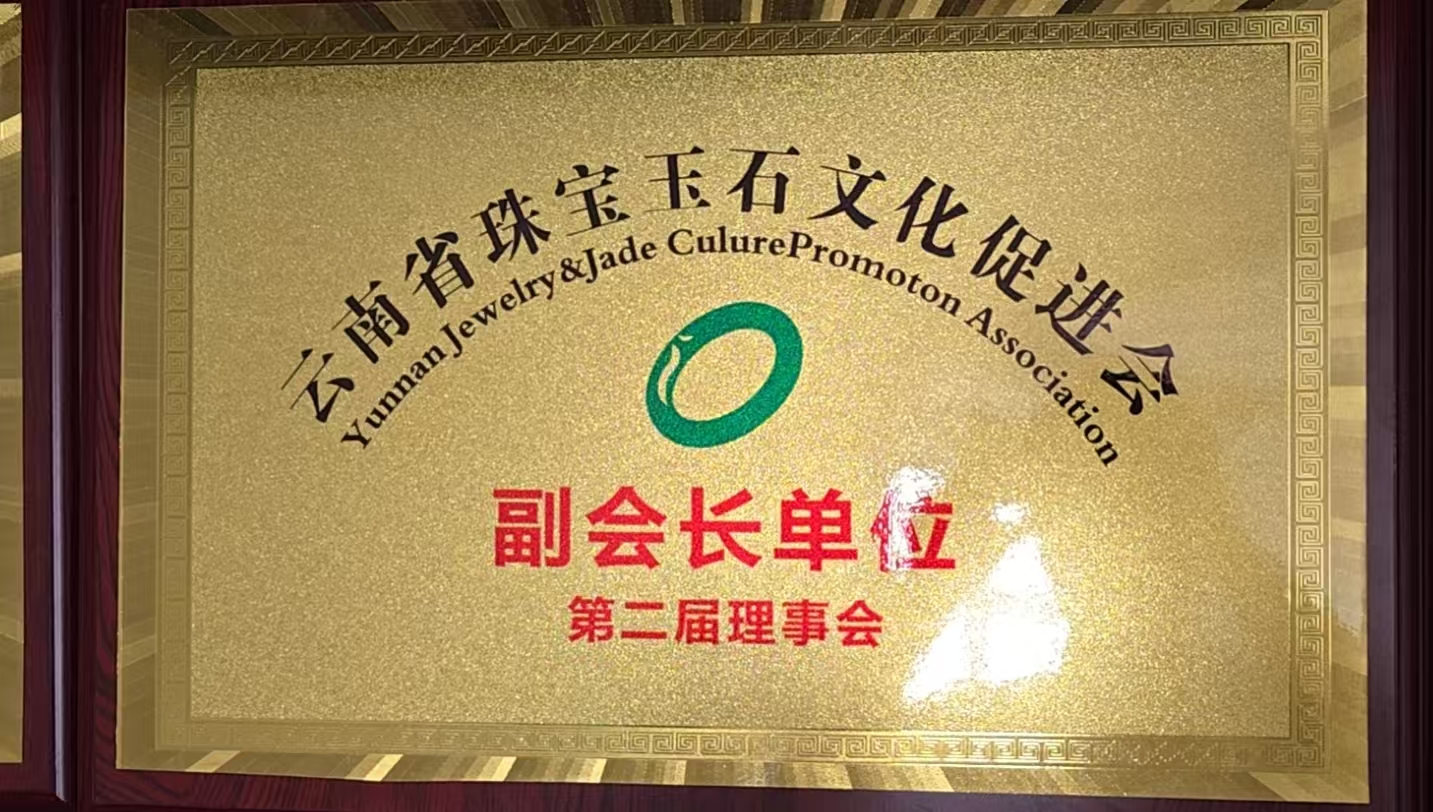 云南省珠宝玉石文化促进会
Yunnan Jewelry&Jade CulurePromoton Association
副会长单位
第二届理事会